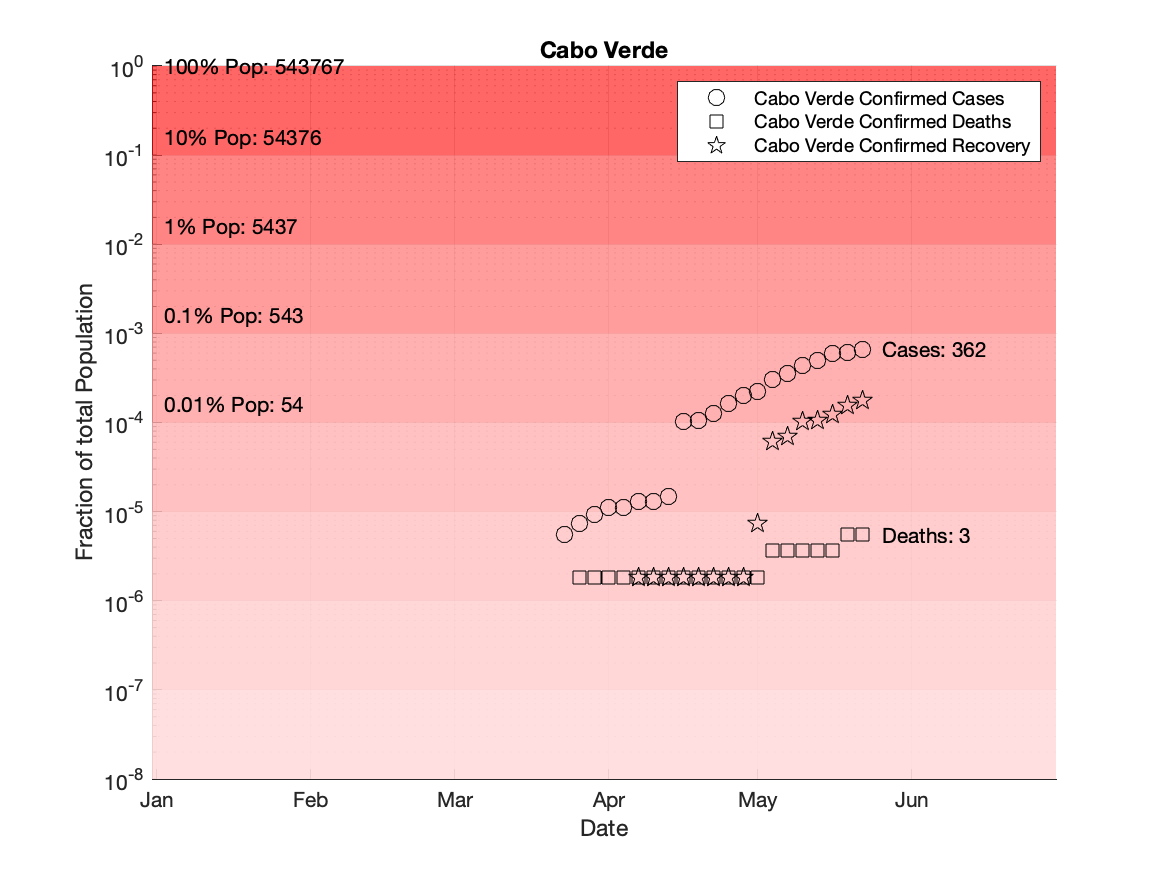 Cabo Verde
10^0
100% Pop: 543767
Cabo Verde Confirmed Cases
Cabo Verde Confirmed Deaths
Cabo Verde Confirmed Recovery
10% Pop: 54376
10^-1
1% Pop: 5437
10^-2
0.1% Pop: 543
10^-3
Cases: 362
0.01% Pop: 54
10^-4
10^-5
Deaths: 3
10^-6
10^-7
10^-8
Fraction of total Population
Jan Feb Mar Apr May Jun
Date